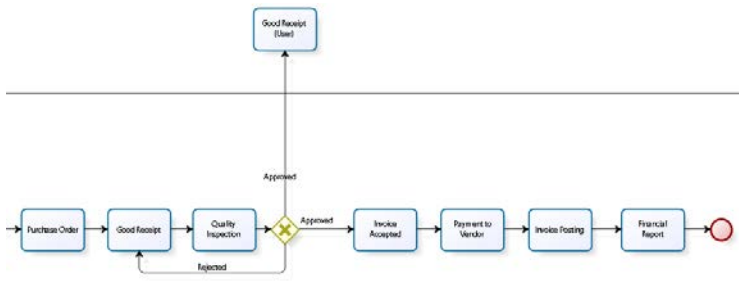 Good Receipt
(User)
Approved
Purchase Order
Good Receipt
Quality
Inspection
Approved
Invoice
Accepted
Payment to
Vendor
Invoice Posting
Financial
Report
Rejected